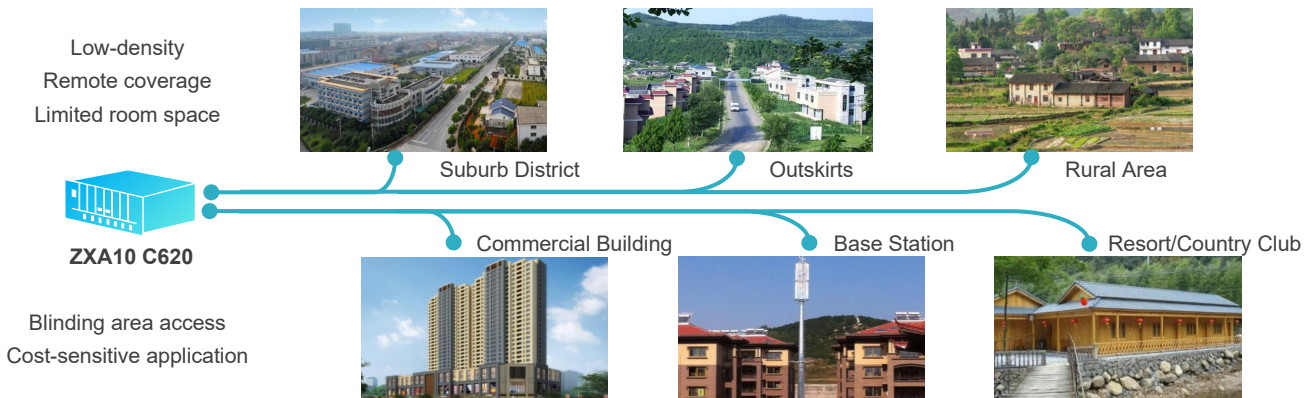 Low-density
Remote coverage
Limited room space
Suburb District
Outskirts
Rural Area
ZXA10 C620
Commercial Building
Base Station
Resort/Country Club
Blinding area access
Cost-sensitive application